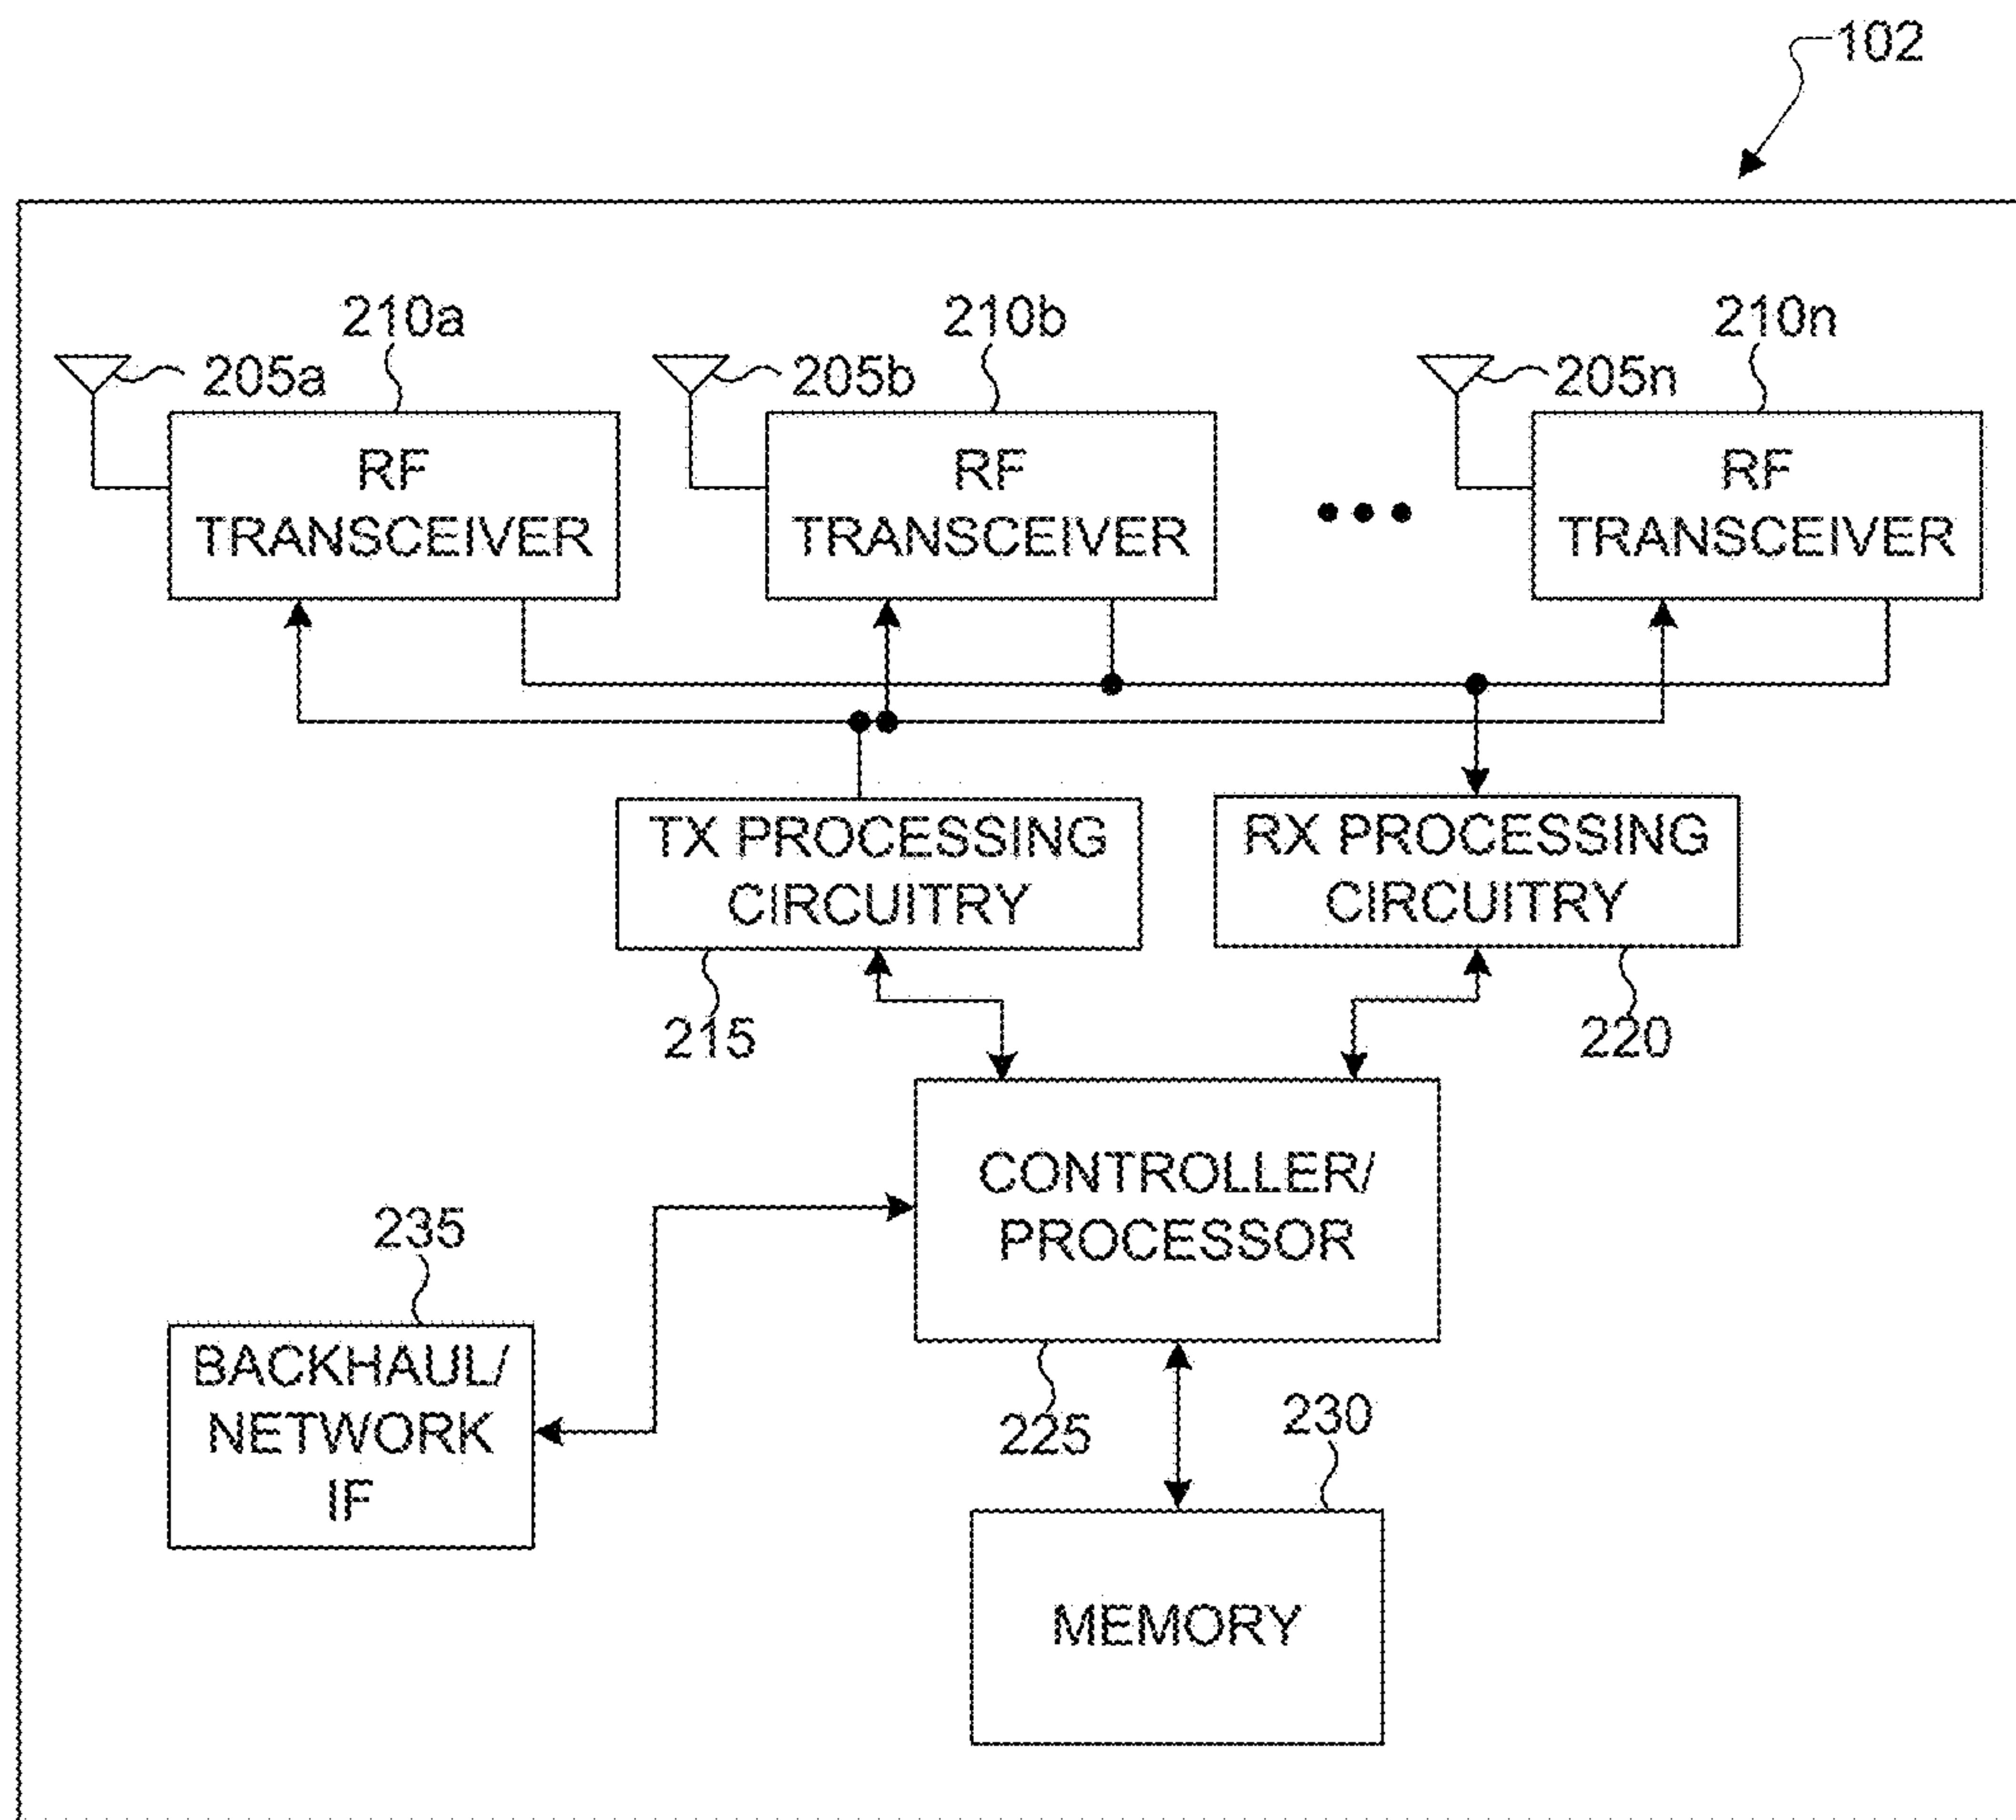 102
210a
210b
210n
205a
205b
205n
RF
TRANSCEIVER
RF
TRANSCEIVER
RF
TRANSCEIVER
TX PROCESSING
CIRCUITRY
RX PROCESSING
CIRCUITRY
215
220
CONTROLLER/
PROCESSOR
235
BACKHAUL/
NETWORK
IF
225
230
MEMORY